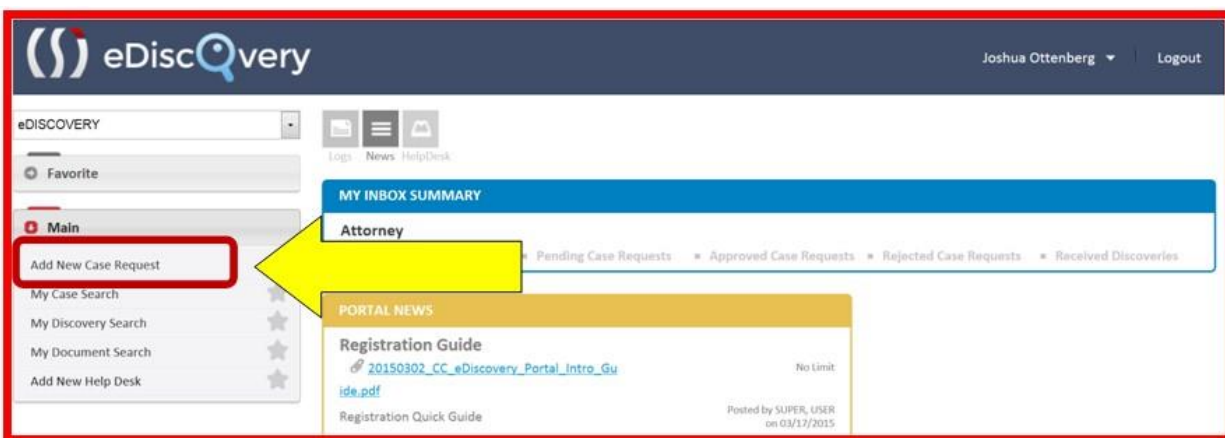 eDiscOvery
Joshua Ottenberg
Logout
eDISCOVERY
Favorite
Main
Add New Case Request
My Case Search
My Discovery Search
My Document Search
Add New Help Desk
Logs News HelpDesk
MY INBOX SUMMARY
Attorney
Pending Case Requests Approved Case Requests Rejected Case Requests Received Discoveries
PORTAL NEWS
Registration Guide
20150302_CC_eDiscovery_Portal_Intro_Gu
ide.pdf
No Limit
Registration Quick Guide
Posted by SUPER, USER
on 03/17/2015